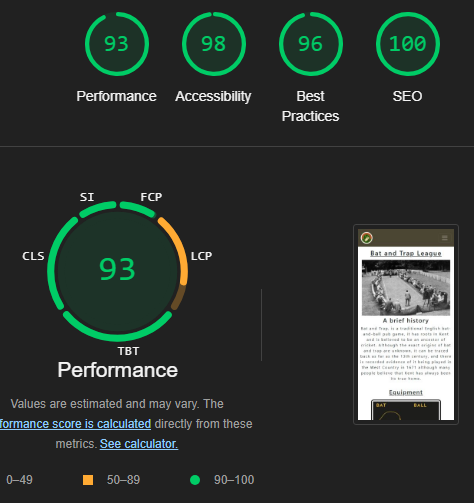 93
98
96
100
Performance
Accessibility
Best
Practices
SEO
SI
FCP
CLS
LCP
93
TBT
Performance
Values are estimated and may vary. The
formance score is calculated directly from these
metrics. See calculator.
0–49
50–89
90–100
Bat and Trap League
A brief history
Bat and Trap, is a traditional English bat-
and-ball pub game. It has roots in Kent
and is believed to be an ancestor of
cricket. Although the exact origins of bat
and trap are unknown, it can be traced
back as far as the 15th century, and there
is recorded evidence of it being played in
the West Country in 1671 although many
people believe that Kent has always been
its true home.
Equipment
BAT BALL